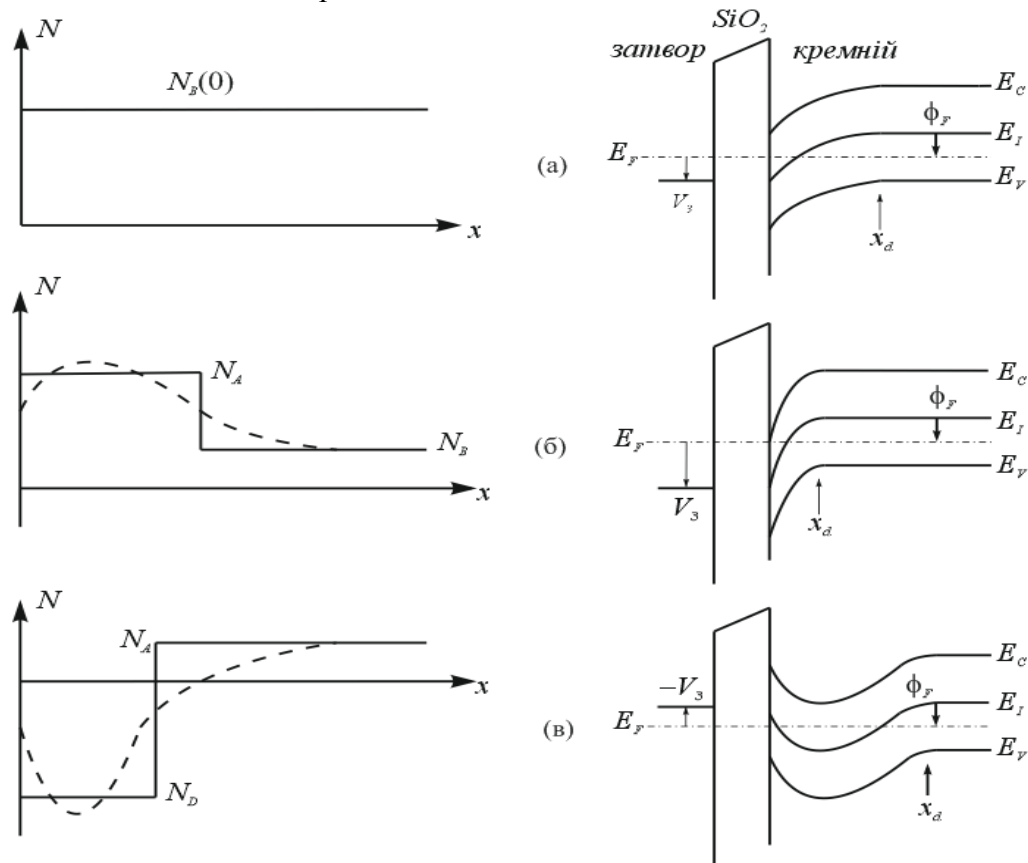 N
N_B(0)
x
(а)
SiO₂
затвор
кремній
E_C
ϕ_F
E_I
E_F
E_V
V_з
x_d
N
N_A
N_B
x
(б)
E_C
ϕ_F
E_I
E_F
E_V
V_з
x_d
N
N_A
x
N_D
(в)
E_C
–V_з
ϕ_F
E_I
E_F
E_V
x_d